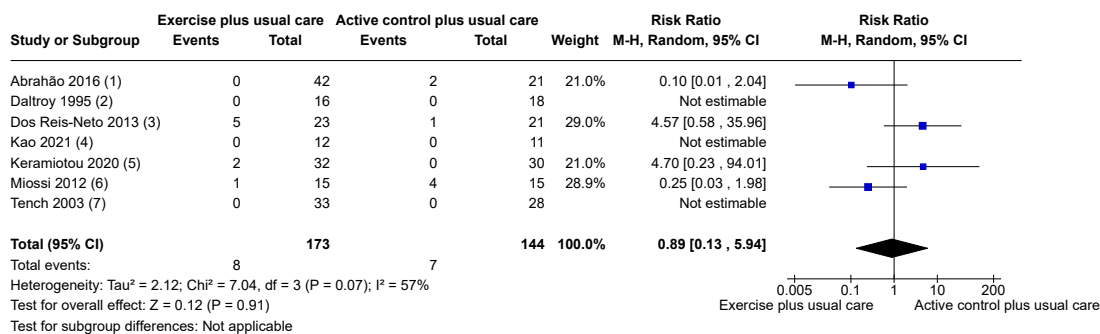 Exercise plus usual care Active control plus usual care Risk Ratio Risk Ratio
Study or Subgroup Events Total Events Total Weight M-H, Random, 95% CI M-H, Random, 95% CI
Abrahão 2016 (1) 0 42 2 21 21.0% 0.10 [0.01 , 2.04]
Daltroy 1995 (2) 0 16 0 18 Not estimable
Dos Reis-Neto 2013 (3) 5 23 1 21 29.0% 4.57 [0.58 , 35.96]
Kao 2021 (4) 0 12 0 11 Not estimable
Keramiotou 2020 (5) 2 32 0 30 21.0% 4.70 [0.23 , 94.01]
Miossi 2012 (6) 1 15 4 15 28.9% 0.25 [0.03 , 1.98]
Tench 2003 (7) 0 33 0 28 Not estimable
Total (95% CI) 173 144 100.0% 0.89 [0.13 , 5.94]
Total events: 8 7
Heterogeneity: Tau² = 2.12; Chi² = 7.04, df = 3 (P = 0.07); I² = 57%
Test for overall effect: Z = 0.12 (P = 0.91)
Test for subgroup differences: Not applicable
0.005 0.1 1 10 200
Exercise plus usual care Active control plus usual care